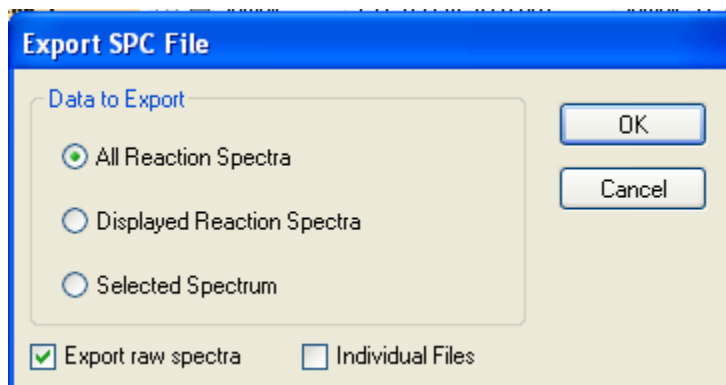 Export SPC File
Data to Export
All Reaction Spectra
OK
Displayed Reaction Spectra
Cancel
Selected Spectrum
Export raw spectra
Individual Files